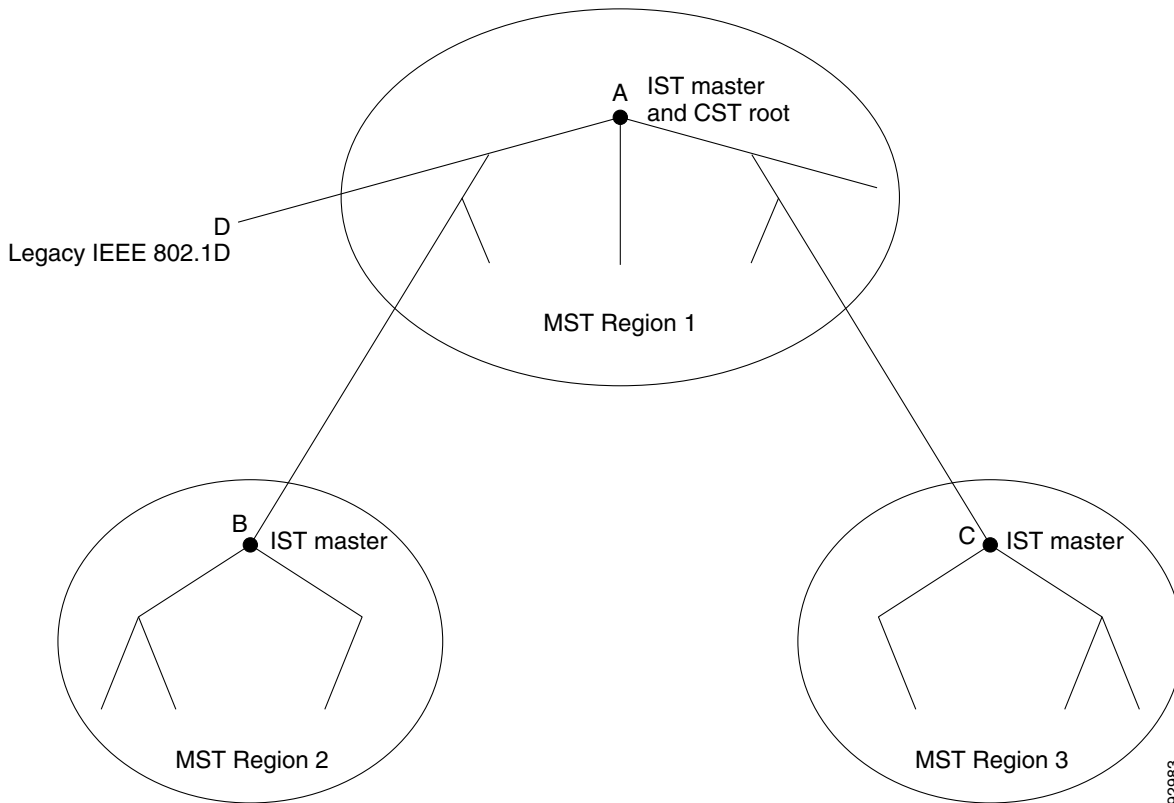 A
IST master
and CST root
D
Legacy IEEE 802.1D
MST Region 1
B
IST master
C
IST master
MST Region 2
MST Region 3
92983